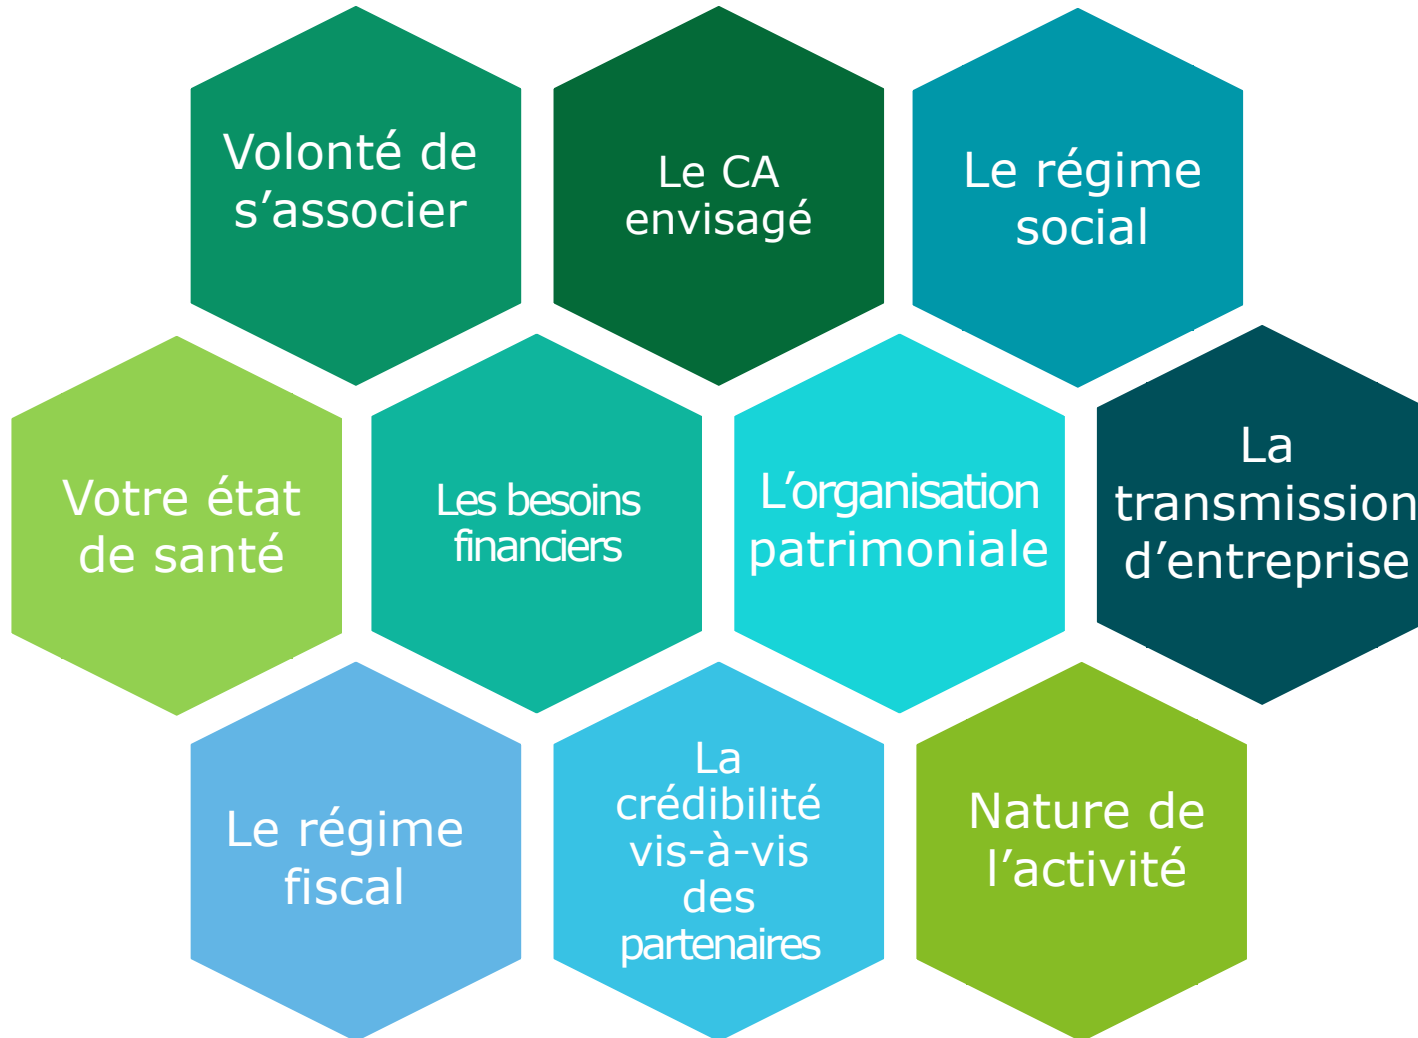 Volonté de
s’associer
Le CA
envisagé
Le régime
social
Votre état
de santé
Les besoins
financiers
L’organisation
patrimoniale
La
transmission
d’entreprise
Le régime
fiscal
La
crédibilité
vis-à-vis
des
partenaires
Nature de
l’activité